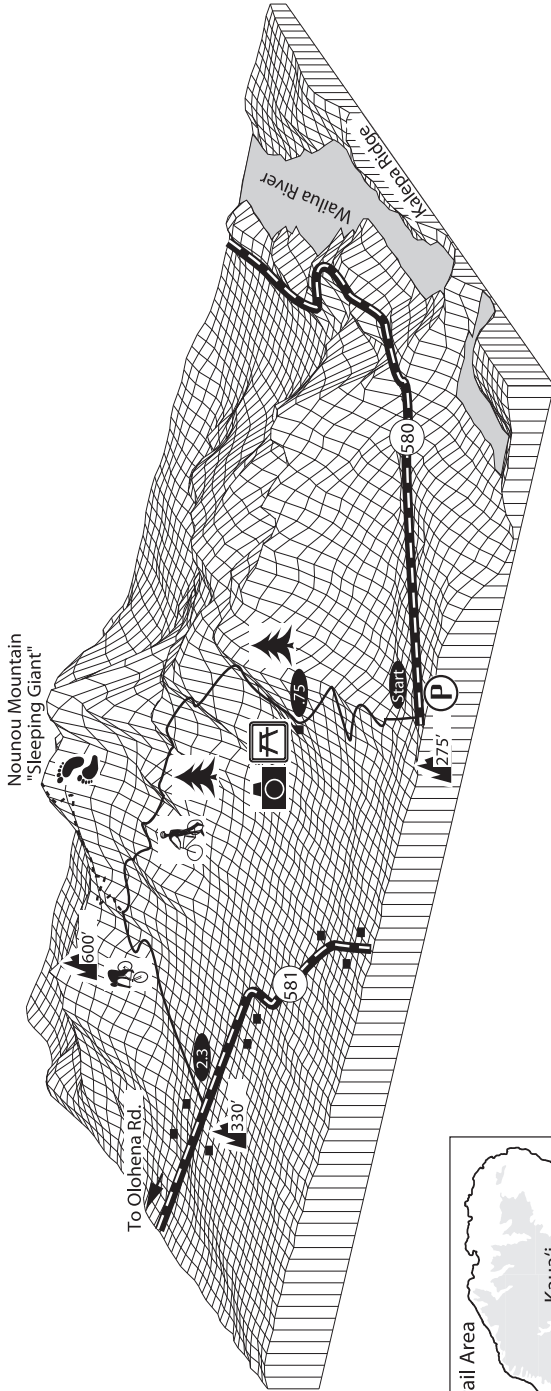 Nounou Mountain
"Sleeping Giant"
To Olohena Rd.
600'
2.3
330'
581
.75
Start
P
275'
580
Wailua River
Kalepa Ridge
ail Area